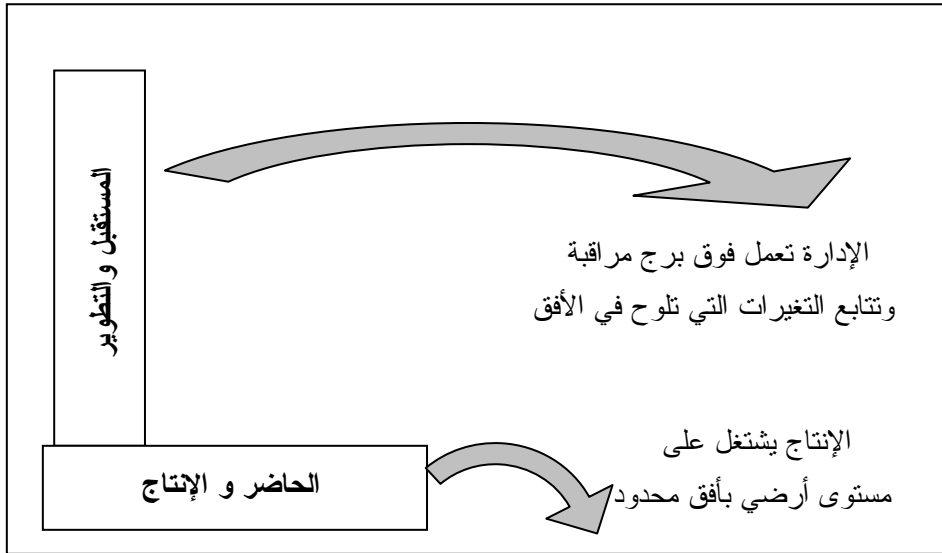 المستقبل والتطوير
الإدارة تعمل فوق برج مراقبة
وتتابع التغيرات التي تلوح في الأفق
الإنتاج يشتغل على
مستوى أرضي بأفق محدود
الحاضر و الإنتاج